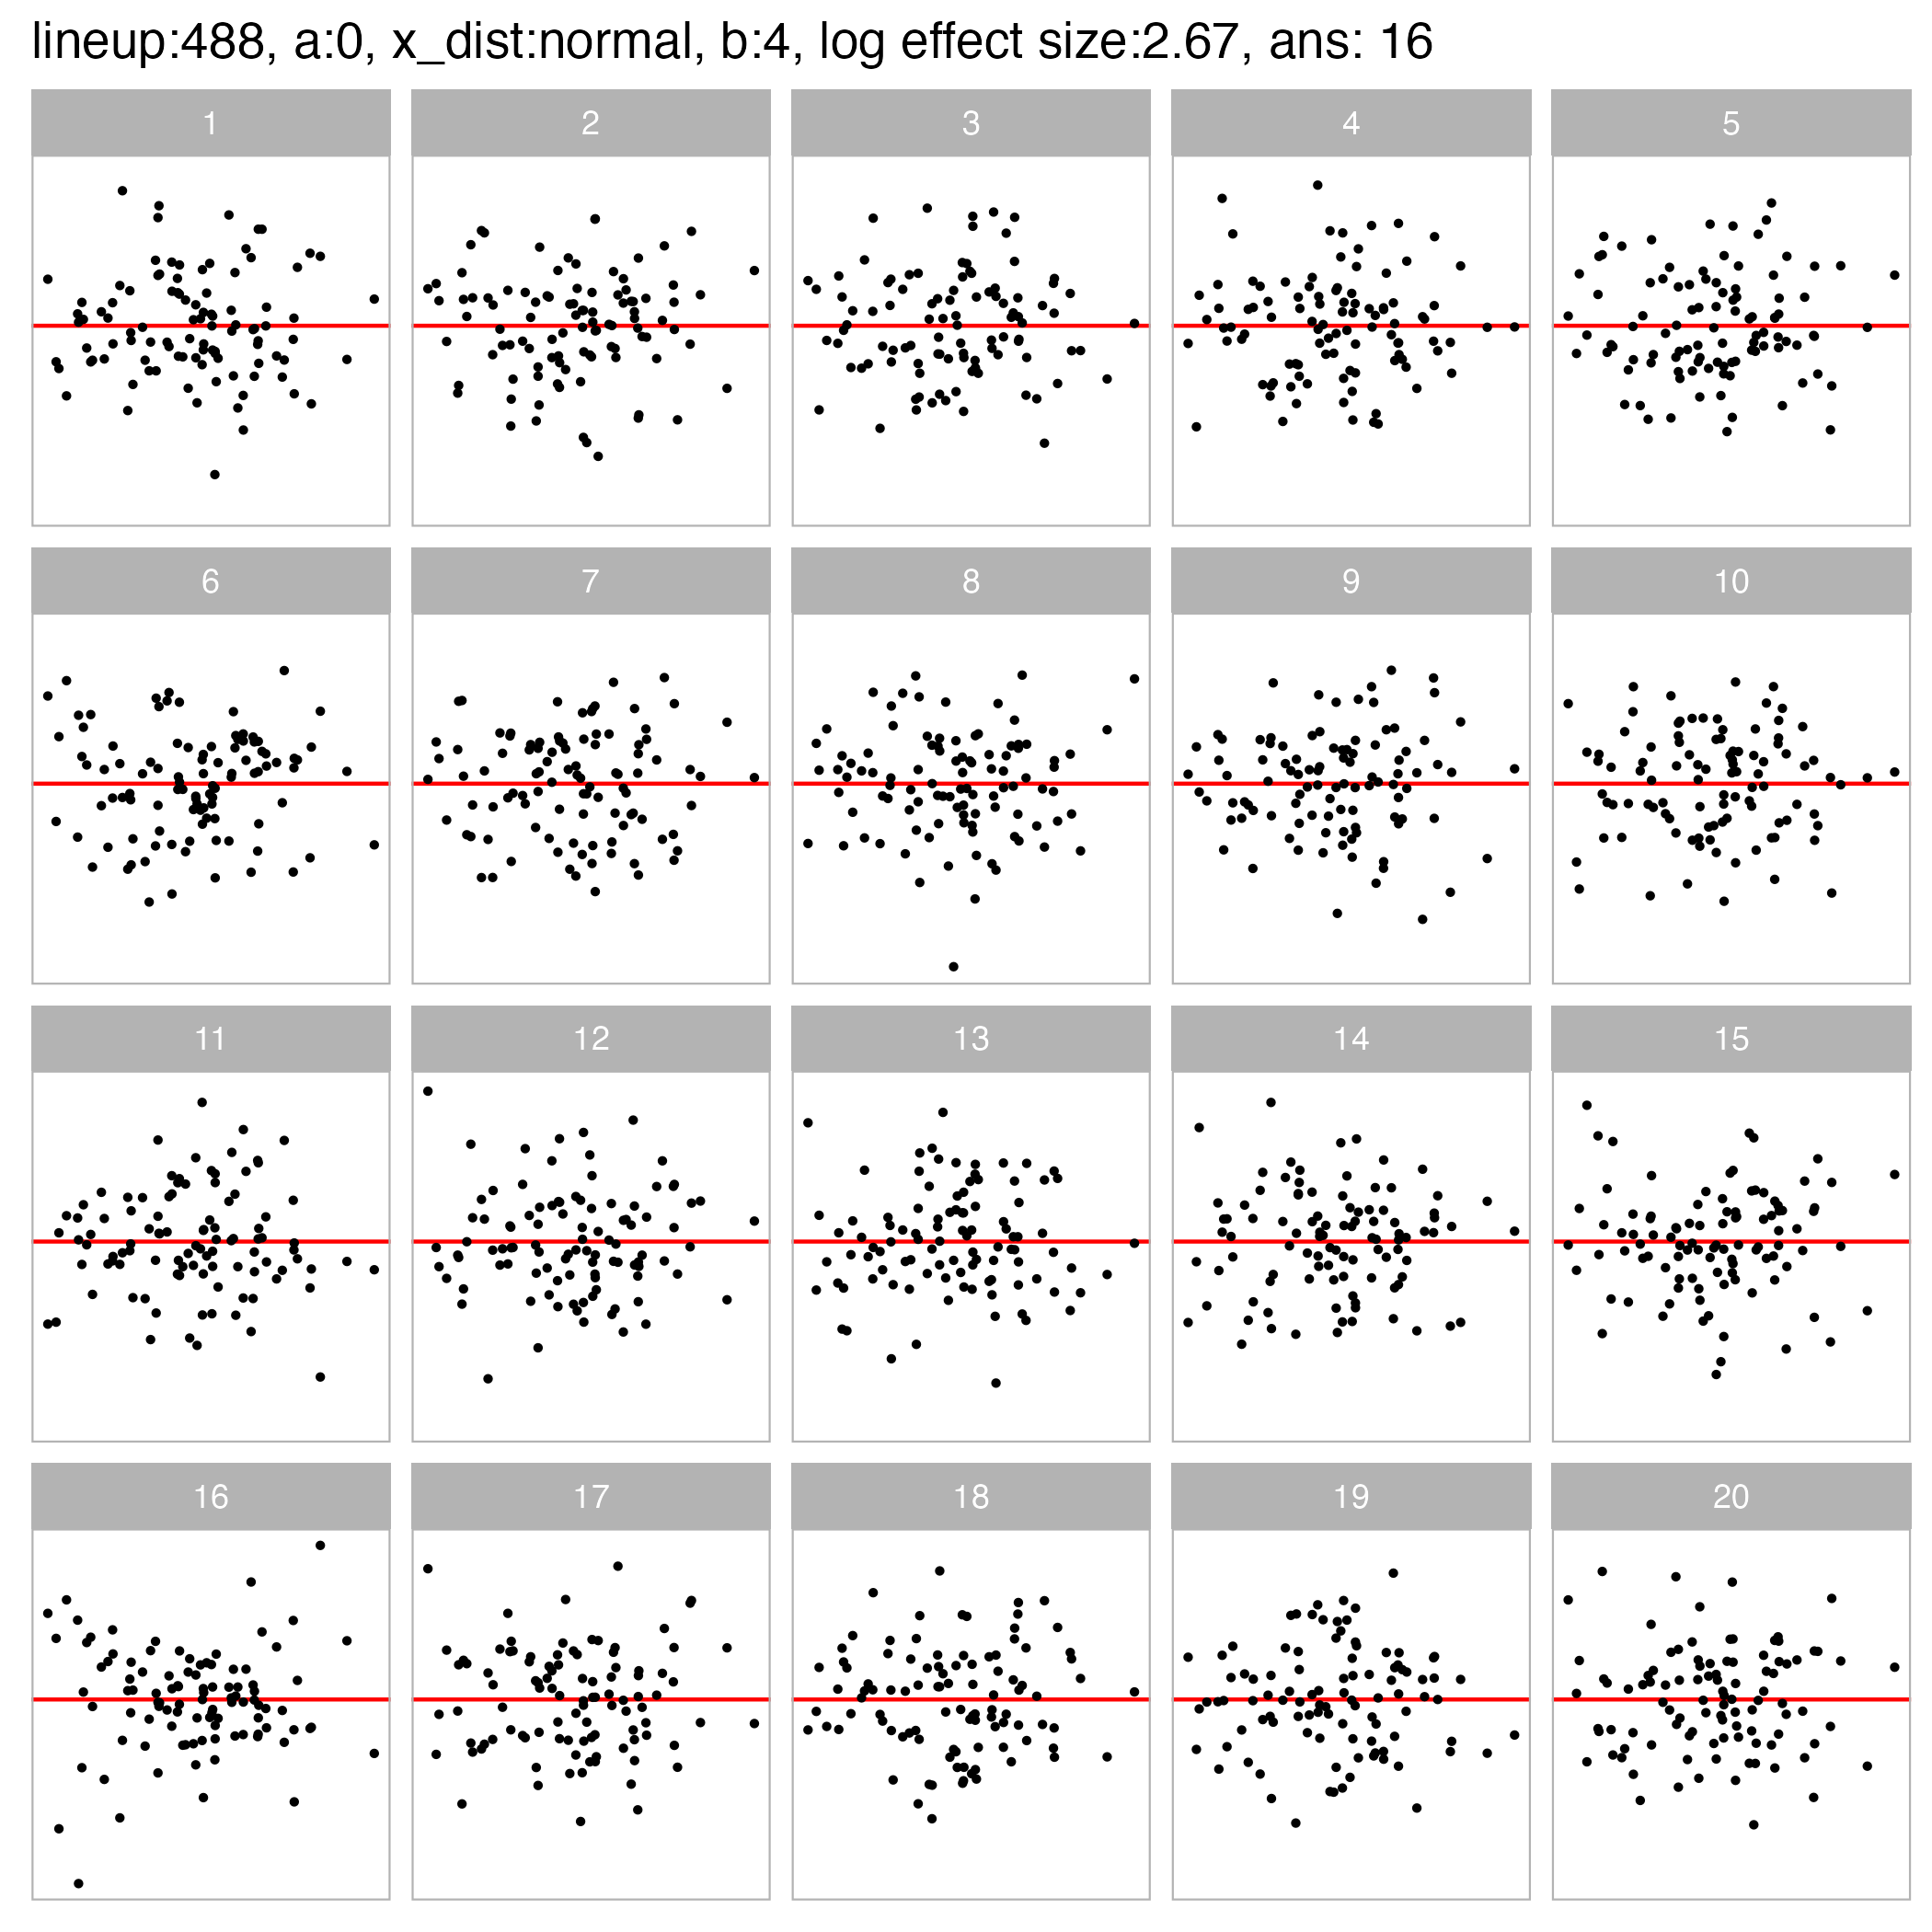 lineup:488, a:0, x_dist:normal, b:4, log effect size:2.67, ans: 16
1 2 3 4 5
6 7 8 9 10
11 12 13 14 15
16 17 18 19 20